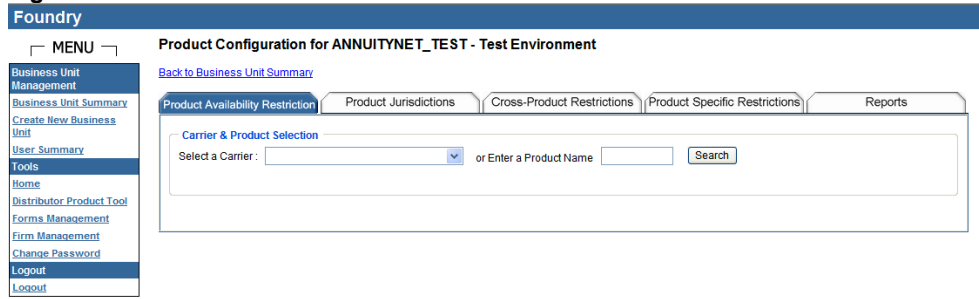 Foundry
MENU
Business Unit
Management
Business Unit Summary
Create New Business
Unit
User Summary
Tools
Home
Distributor Product Tool
Forms Management
Firm Management
Change Password
Logout
Logout
Product Configuration for ANNUITYNET_TEST - Test Environment
Back to Business Unit Summary
Product Availability Restriction Product Jurisdictions Cross-Product Restrictions Product Specific Restrictions Reports
Carrier & Product Selection
Select a Carrier : or Enter a Product Name Search